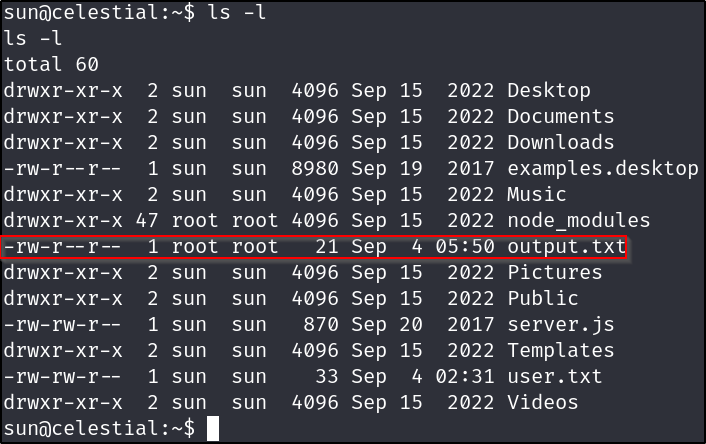 sun@celestial:~$ ls -l
ls -l
total 60
drwxr-xr-x  2 sun  sun  4096 Sep 15  2022 Desktop
drwxr-xr-x  2 sun  sun  4096 Sep 15  2022 Documents
drwxr-xr-x  2 sun  sun  4096 Sep 15  2022 Downloads
-rw-r--r--  1 sun  sun  8980 Sep 19  2017 examples.desktop
drwxr-xr-x  2 sun  sun  4096 Sep 15  2022 Music
drwxr-xr-x 47 root root 4096 Sep 15  2022 node_modules
-rw-r--r--  1 root root   21 Sep  4 05:50 output.txt
drwxr-xr-x  2 sun  sun  4096 Sep 15  2022 Pictures
drwxr-xr-x  2 sun  sun  4096 Sep 15  2022 Public
-rw-rw-r--  1 sun  sun   870 Sep 20  2017 server.js
drwxr-xr-x  2 sun  sun  4096 Sep 15  2022 Templates
-rw-rw-r--  1 sun  sun    33 Sep  4 02:31 user.txt
drwxr-xr-x  2 sun  sun  4096 Sep 15  2022 Videos
sun@celestial:~$